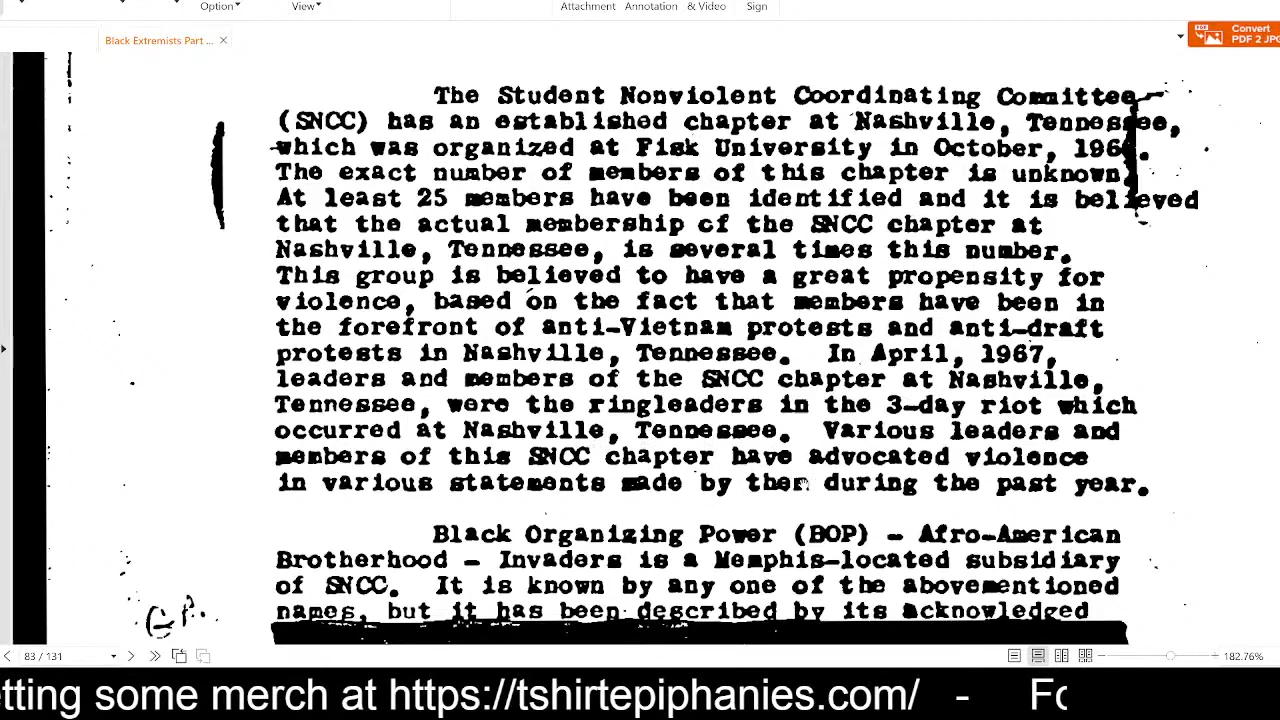 Option View Attachment Annotation & Video Sign
Black Extremists Part ...
Convert
PDF 2 JPG
The Student Nonviolent Coordinating Committee
(SNCC) has an established chapter at Nashville, Tennessee,
which was organized at Fisk University in October, 
The exact number of members of this chapter is unknown.
At least 25 members have been identified and it is believed
that the actual membership of the SNCC chapter at
Nashville, Tennessee, is several times this number.
This group is believed to have a great propensity for
violence, based on the fact that members have been in
the forefront of anti-Vietnam protests and anti-draft
protests in Nashville, Tennessee. In April, 1967,
leaders and members of the SNCC chapter at Nashville,
Tennessee, were the ringleaders in the 3-day riot which
occurred at Nashville, Tennessee. Various leaders and
members of this SNCC chapter have advocated violence
in various statements made by them during the past year.
Black Organizing Power (BOP) - Afro-American
Brotherhood - Invaders is a Memphis-located subsidiary
of SNCC. It is known by any one of the abovementioned
names, but it has been described by its acknowledged
83 / 131
182.76%
etting some merch at https://tshirtepiphanies.com/ - Fo